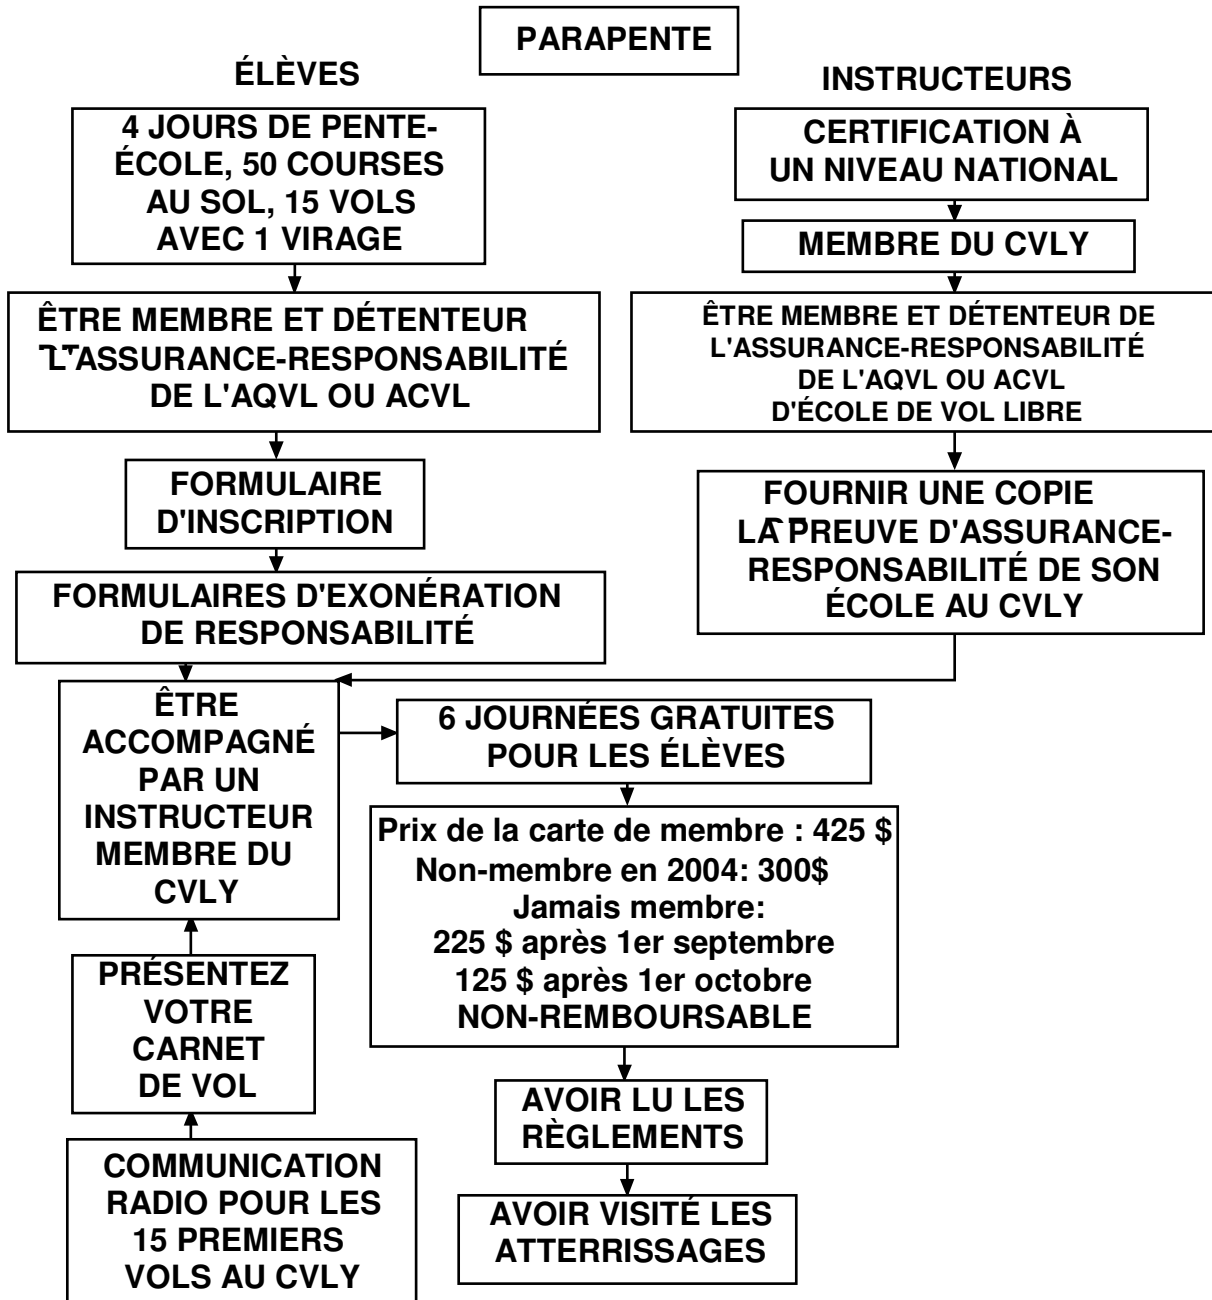 PARAPENTE
ÉLÈVES
4 JOURS DE PENTE-
ÉCOLE, 50 COURSES
AU SOL, 15 VOLS
AVEC 1 VIRAGE
ÊTRE MEMBRE ET DÉTENTEUR
L'ASSURANCE-RESPONSABILITÉ
DE L'AQVL OU ACVL
FORMULAIRE
D'INSCRIPTION
FORMULAIRES D'EXONÉRATION
DE RESPONSABILITÉ
INSTRUCTEURS
CERTIFICATION À
UN NIVEAU NATIONAL
MEMBRE DU CVLY
ÊTRE MEMBRE ET DÉTENTEUR DE
L'ASSURANCE-RESPONSABILITÉ
DE L'AQVL OU ACVL
D'ÉCOLE DE VOL LIBRE
FOURNIR UNE COPIE
LA PREUVE D'ASSURANCE-
RESPONSABILITÉ DE SON
ÉCOLE AU CVLY
ÊTRE
ACCOMPAGNÉ
PAR UN
INSTRUCTEUR
MEMBRE DU
CVLY
PRÉSENTEZ
VOTRE
CARNET
DE VOL
COMMUNICATION
RADIO POUR LES
15 PREMIERS
VOLS AU CVLY
6 JOURNÉES GRATUITES
POUR LES ÉLÈVES
Prix de la carte de membre : 425 $
Non-membre en 2004: 300$
Jamais membre:
225 $ après 1er septembre
125 $ après 1er octobre
NON-REMBOURSABLE
AVOIR LU LES
RÈGLEMENTS
AVOIR VISITÉ LES
ATTERRISSAGES